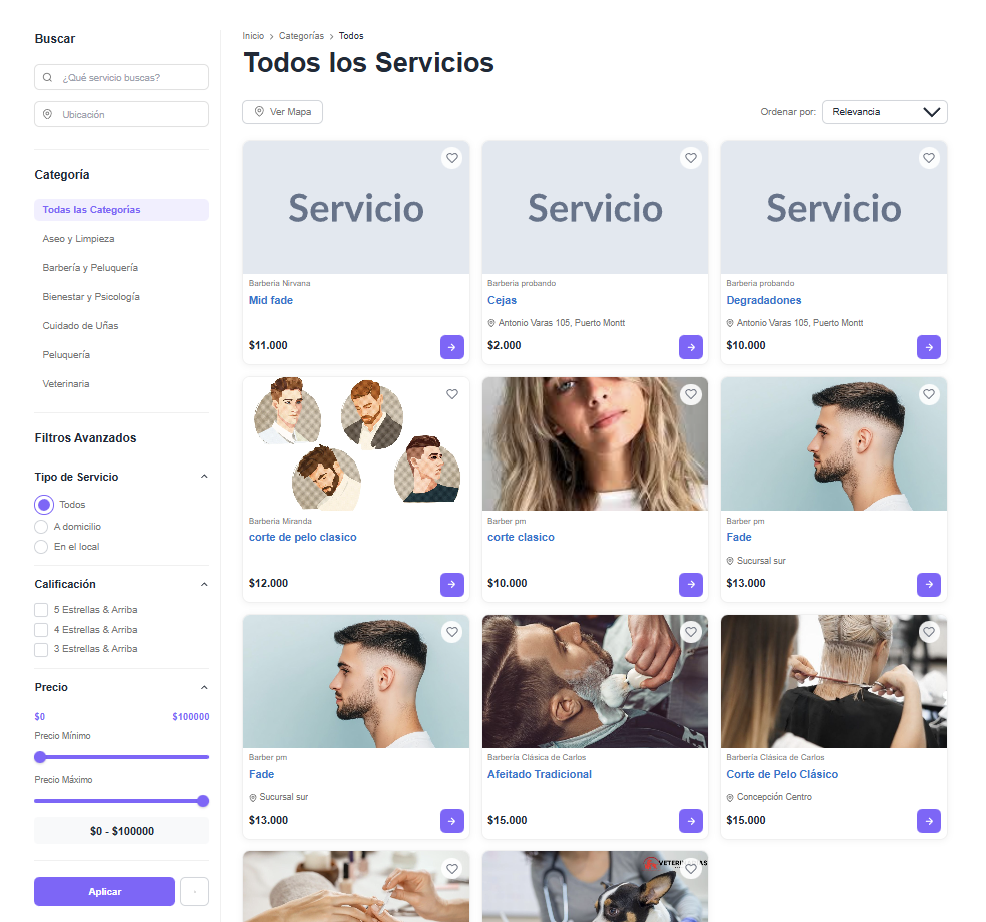 Buscar
¿Qué servicio buscas?
Ubicación
Categoría
Todas las Categorías
Aseo y Limpieza
Barbería y Peluquería
Bienestar y Psicología
Cuidado de Uñas
Peluquería
Veterinaria
Filtros Avanzados
Tipo de Servicio
Todos
A domicilio
En el local
Calificación
5 Estrellas & Arriba
4 Estrellas & Arriba
3 Estrellas & Arriba
Precio
$0 $100000
Precio Mínimo
Precio Máximo
$0 - $100000
Aplicar
Inicio > Categorías > Todos
Todos los Servicios
Ver Mapa
Ordenar por: Relevancia
Servicio
Barberia Nirvana
Mid fade
$11.000
Servicio
Barberia probando
Cejas
Antonio Varas 105, Puerto Montt
$2.000
Servicio
Barberia probando
Degradadones
Antonio Varas 105, Puerto Montt
$10.000
Barberia Miranda
corte de pelo clasico
$12.000
Barber pm
corte clasico
$10.000
Barber pm
Fade
Sucursal sur
$13.000
Barber pm
Fade
Sucursal sur
$13.000
Barbería Clásica de Carlos
Afeitado Tradicional
$15.000
Barbería Clásica de Carlos
Corte de Pelo Clásico
Concepción Centro
$15.000